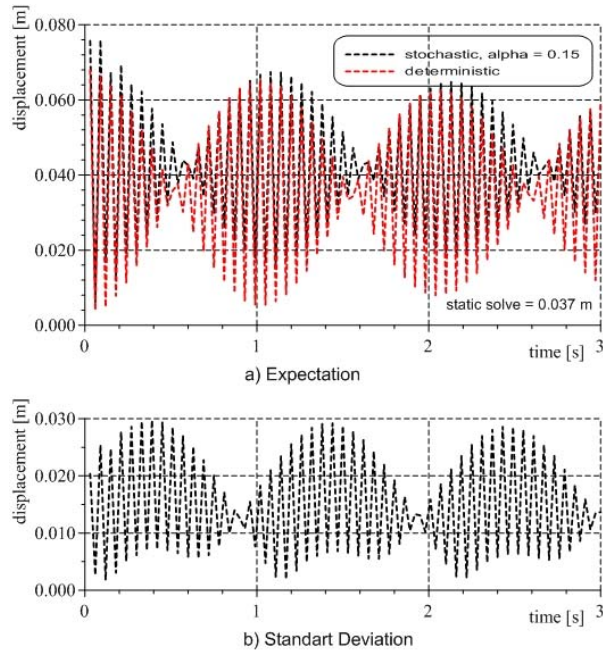 displacement [m]
0.080
0.060
0.040
0.020
0.000
stochastic, alpha = 0.15
deterministic
static solve = 0.037 m
0
1
2
3
time [s]
a) Expectation
displacement [m]
0.030
0.020
0.010
0.000
0
1
2
3
time [s]
b) Standart Deviation